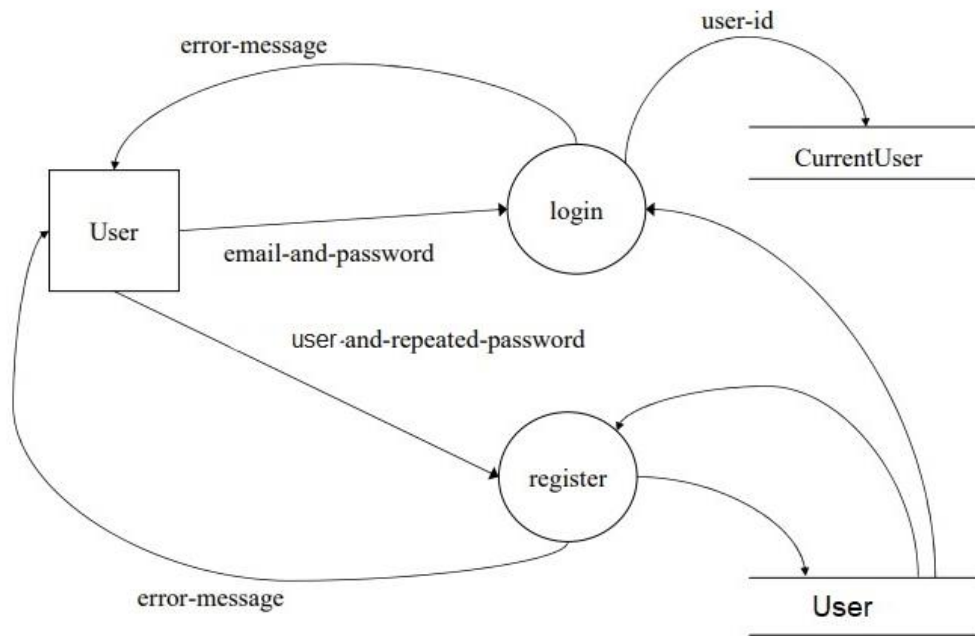 user-id
error-message
CurrentUser
login
User
email-and-password
user-and-repeated-password
register
error-message
User